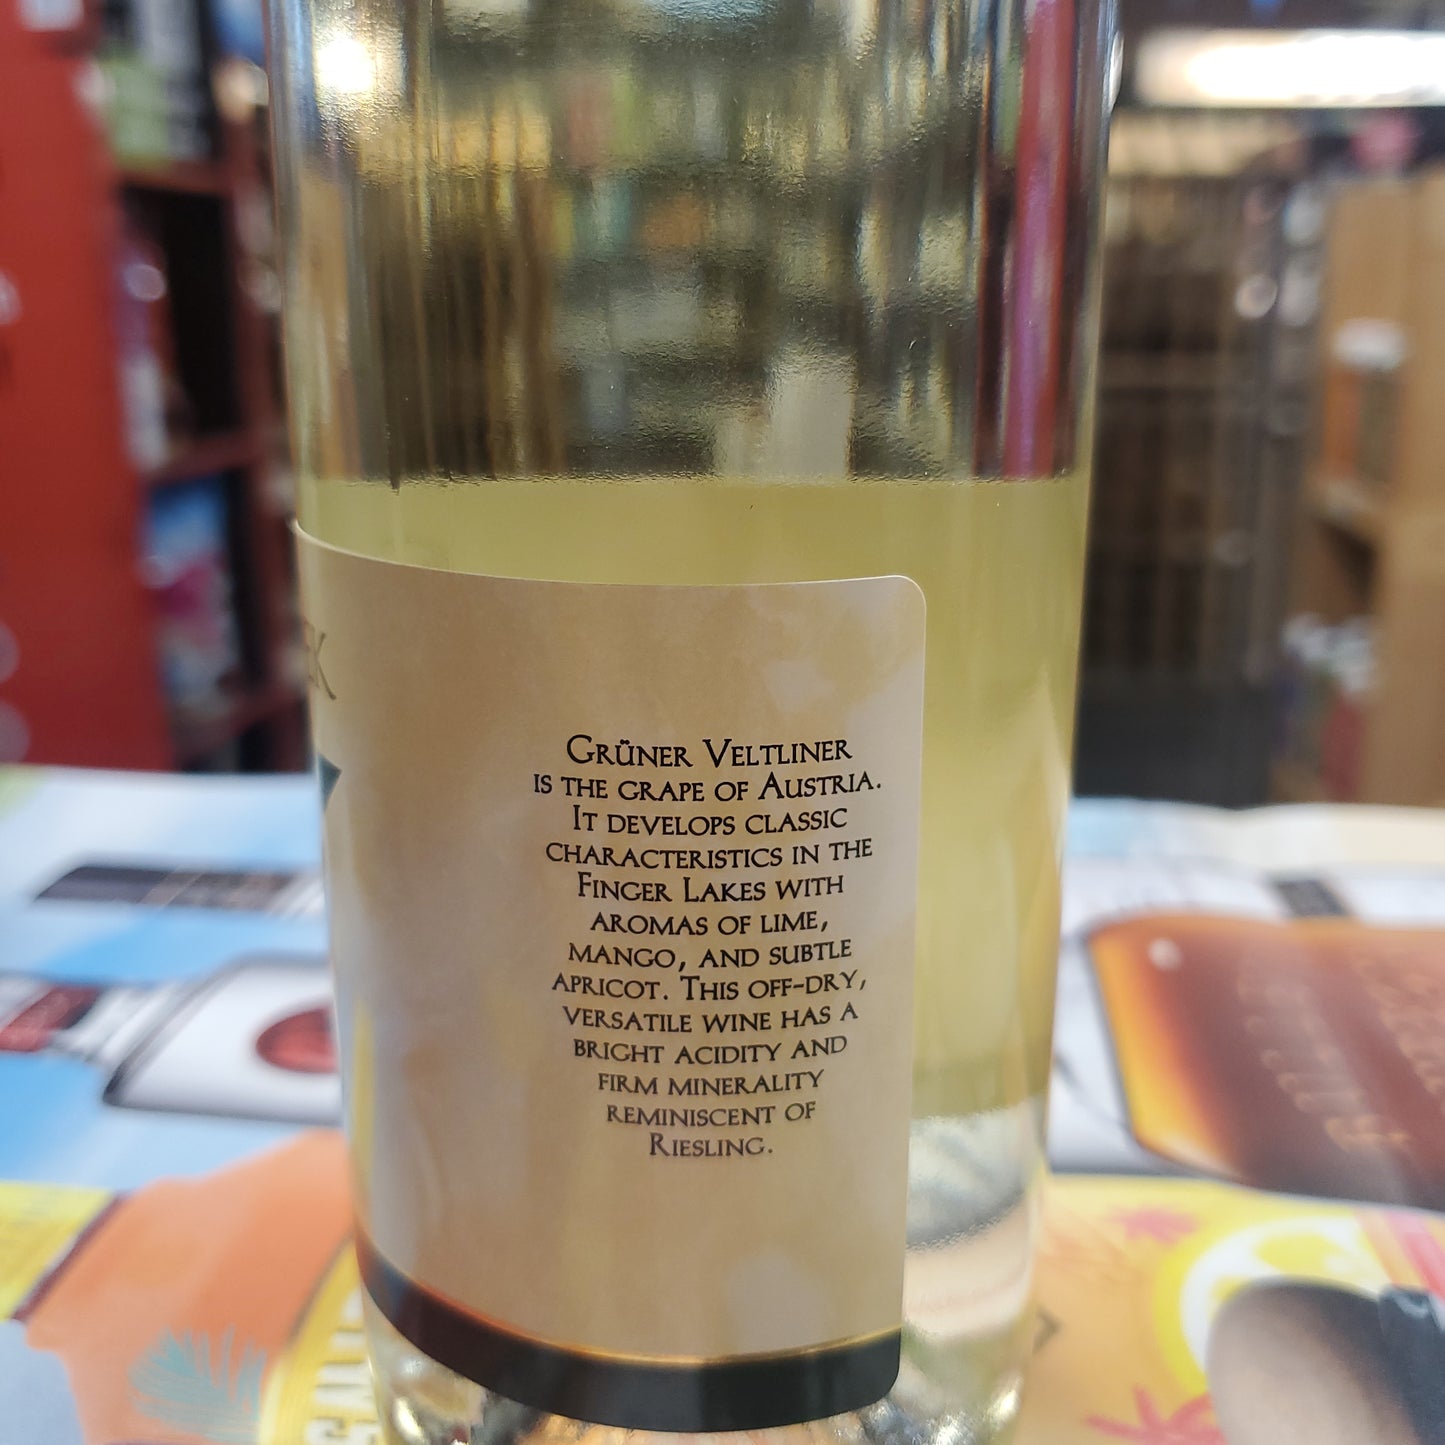 GRÜNER VELTLINER
IS THE GRAPE OF AUSTRIA.
IT DEVELOPS CLASSIC
CHARACTERISTICS IN THE
FINGER LAKES WITH
AROMAS OF LIME,
MANGO, AND SUBTLE
APRICOT. THIS OFF-DRY,
VERSATILE WINE HAS A
BRIGHT ACIDITY AND
FIRM MINERALITY
REMINISCENT OF
RIESLING.